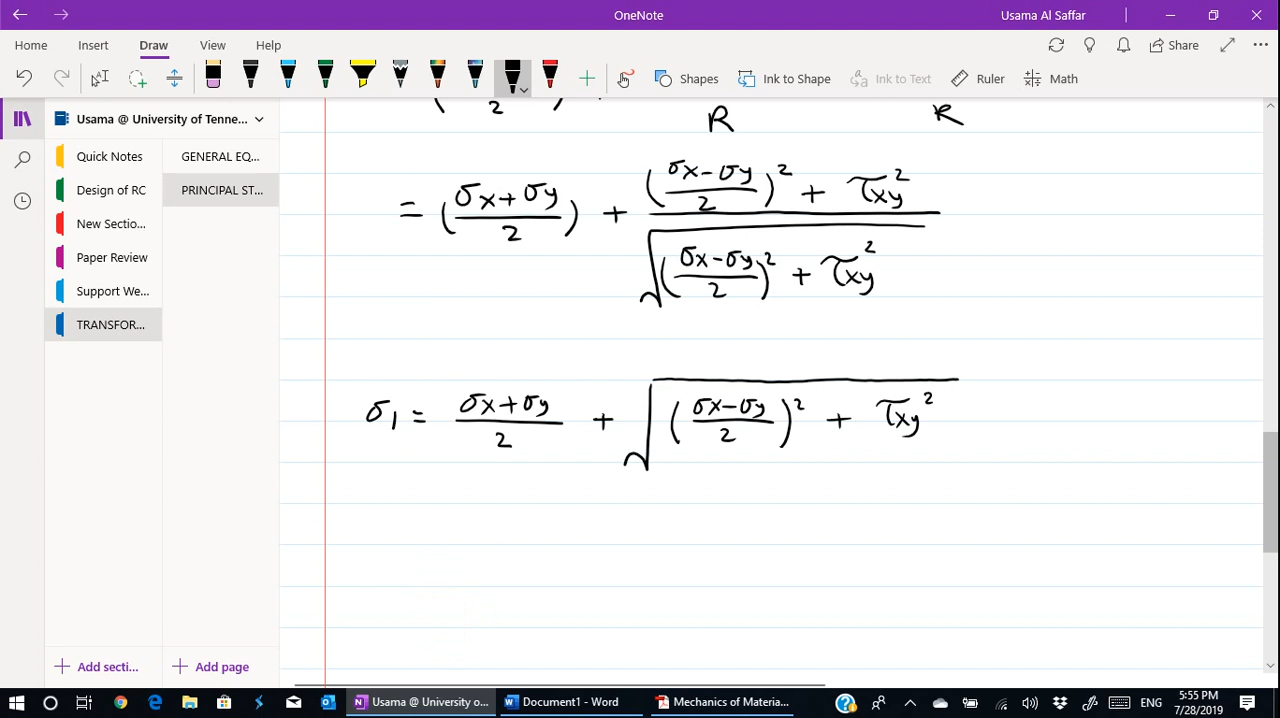 OneNote
Usama Al Saffar
Home Insert Draw View Help
Share
Shapes Ink to Shape Ink to Text Ruler Math
Usama @ University of Tenne...
Quick Notes
Design of RC
New Sectio...
Paper Review
Support We...
TRANSFOR...
GENERAL EQ...
PRINCIPAL ST...
2
R R
= (σx+σy / 2) + ((σx-σy / 2)² + τxy²) / √((σx-σy / 2)² + τxy²)
σ1 = σx+σy / 2 + √((σx-σy / 2)² + τxy²)
+ Add secti... + Add page
Usama @ University o... Document1 - Word Mechanics of Materia...
ENG
5:55 PM
7/28/2019